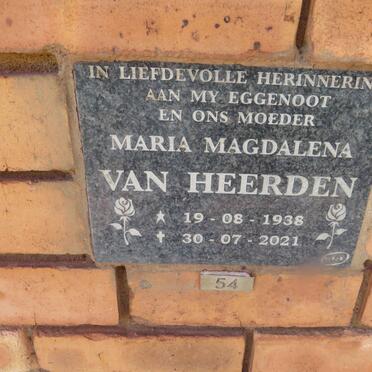 IN LIEFDEVOLLE HERINNERIN
AAN MY EGGENOOT
EN ONS MOEDER
MARIA MAGDALENA
VAN HEERDEN
★ 19 - 08 - 1938
✝ 30 - 07 - 2021
54